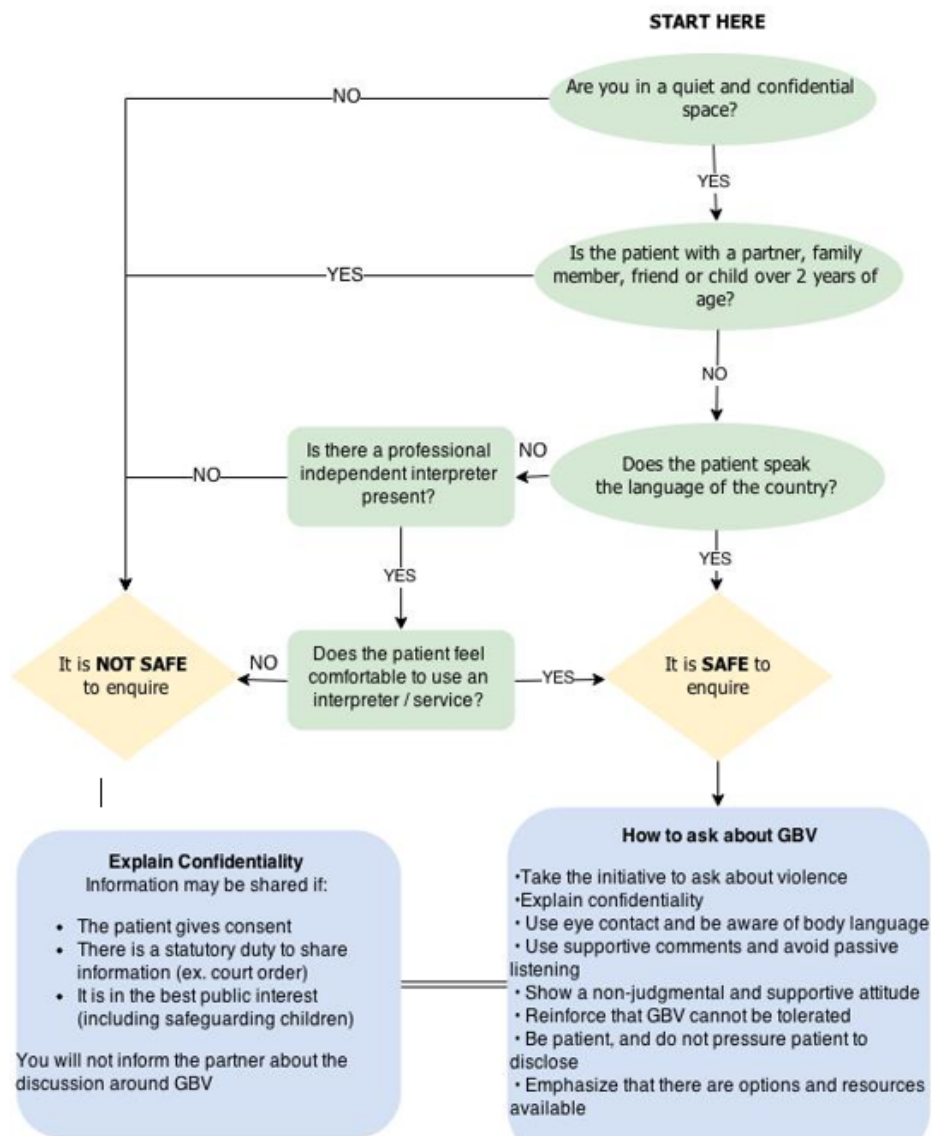 START HERE
Are you in a quiet and confidential
space?
NO
YES
Is the patient with a partner, family
member, friend or child over 2 years of
age?
YES
NO
Does the patient speak
the language of the country?
NO
Is there a professional
independent interpreter
present?
NO
YES
YES
It is NOT SAFE
to enquire
NO
Does the patient feel
comfortable to use an
interpreter / service?
YES
It is SAFE to
enquire
Explain Confidentiality
Information may be shared if:
• The patient gives consent
• There is a statutory duty to share
information (ex. court order)
• It is in the best public interest
(including safeguarding children)
You will not inform the partner about the
discussion around GBV
How to ask about GBV
•Take the initiative to ask about violence
•Explain confidentiality
• Use eye contact and be aware of body language
• Use supportive comments and avoid passive
listening
• Show a non-judgmental and supportive attitude
• Reinforce that GBV cannot be tolerated
• Be patient, and do not pressure patient to
disclose
• Emphasize that there are options and resources
available